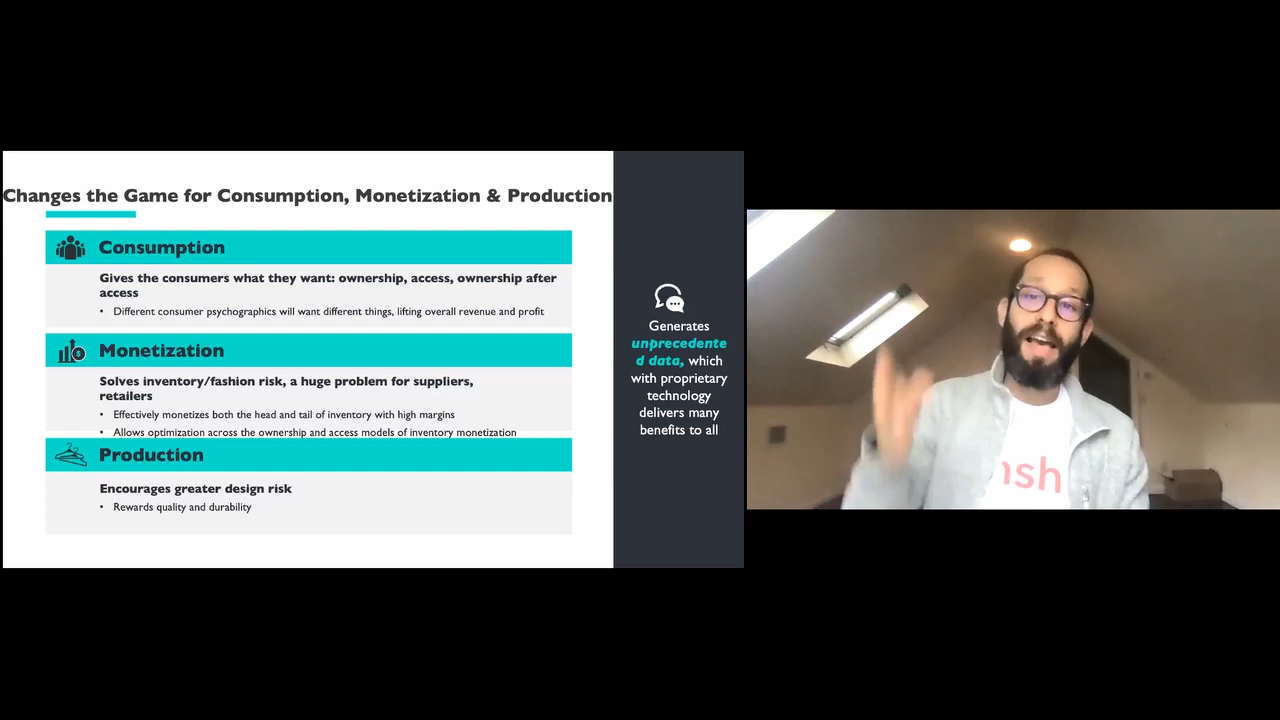 Changes the Game for Consumption, Monetization & Production
Consumption
Gives the consumers what they want: ownership, access, ownership after
access
• Different consumer psychographics will want different things, lifting overall revenue and profit
Monetization
Solves inventory/fashion risk, a huge problem for suppliers,
retailers
• Effectively monetizes both the head and tail of inventory with high margins
• Allows optimization across the ownership and access models of inventory monetization
Production
Encourages greater design risk
• Rewards quality and durability
Generates
unprecedente
d data, which
with proprietary
technology
delivers many
benefits to all